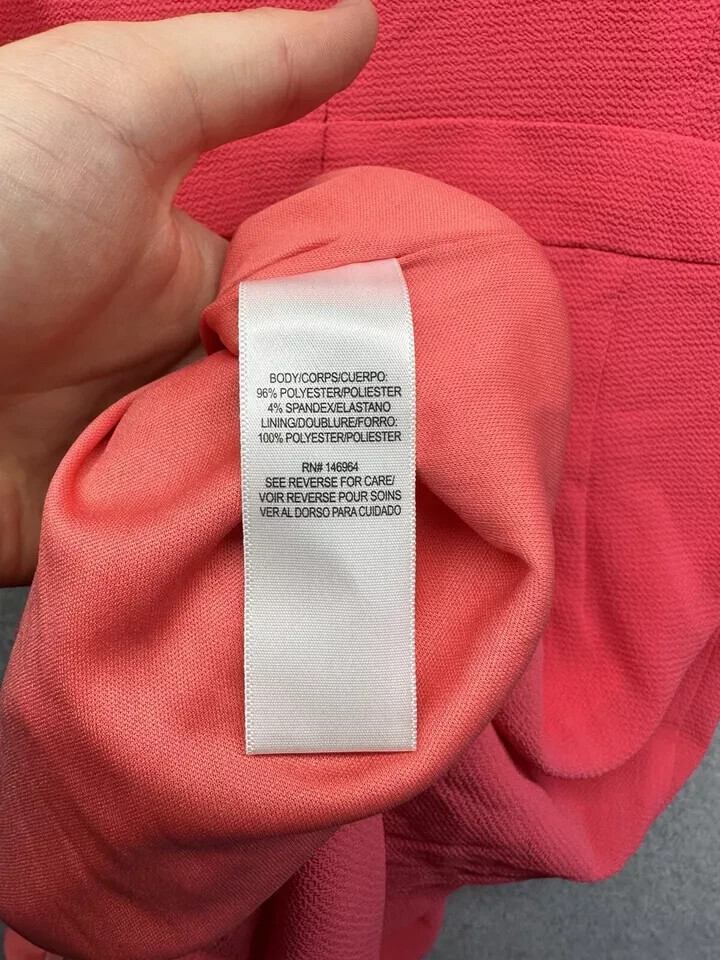 BODY/CORPS/CUERPO:
96% POLYESTER/POLIESTER
4% SPANDEX/ELASTANO
LINING/DOUBLURE/FORRO:
100% POLYESTER/POLIESTER
RN# 146964
SEE REVERSE FOR CARE/
VOIR REVERSE POUR SOINS
VER AL DORSO PARA CUIDADO